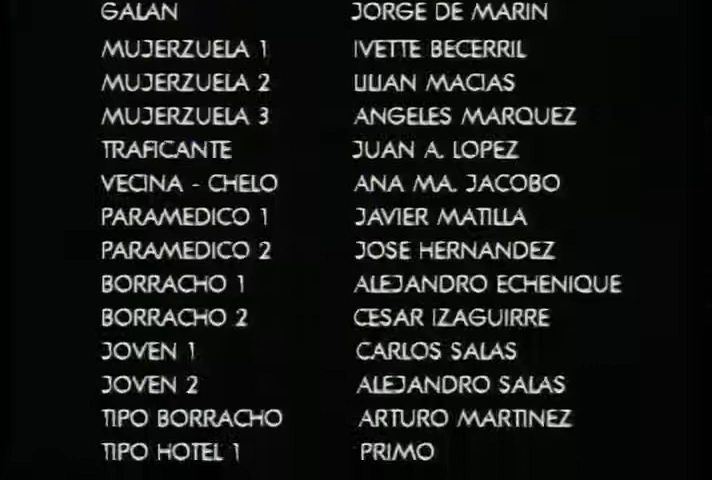 GALAN JORGE DE MARIN
MUJERZUELA 1 IVETTE BECERRIL
MUJERZUELA 2 LILIAN MACIAS
MUJERZUELA 3 ANGELES MARQUEZ
TRAFICANTE JUAN A. LOPEZ
VECINA - CHELO ANA MA. JACOBO
PARAMEDICO 1 JAVIER MATILLA
PARAMEDICO 2 JOSE HERNANDEZ
BORRACHO 1 ALEJANDRO ECHENIQUE
BORRACHO 2 CESAR IZAGUIRRE
JOVEN 1 CARLOS SALAS
JOVEN 2 ALEJANDRO SALAS
TIPO BORRACHO ARTURO MARTINEZ
TIPO HOTEL 1 PRIMO